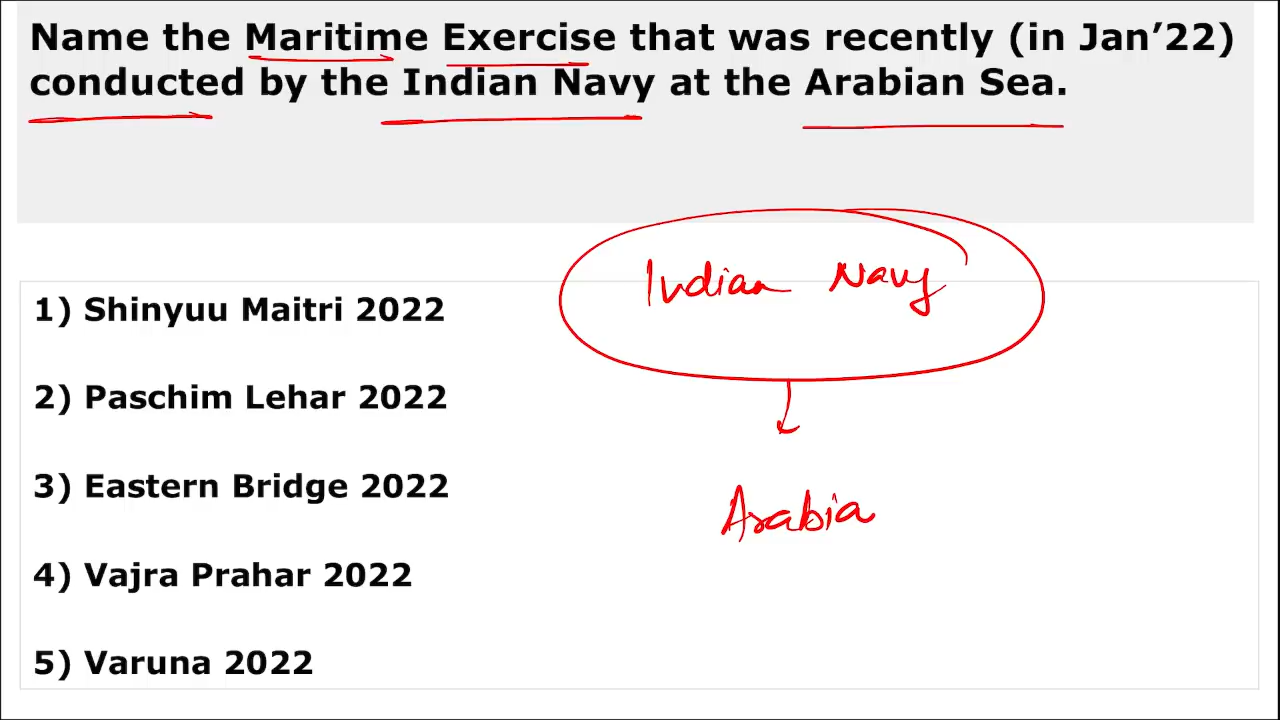 Name the Maritime Exercise that was recently (in Jan’22)
conducted by the Indian Navy at the Arabian Sea.
Indian Navy
1) Shinyuu Maitri 2022
2) Paschim Lehar 2022
3) Eastern Bridge 2022
Arabia
4) Vajra Prahar 2022
5) Varuna 2022